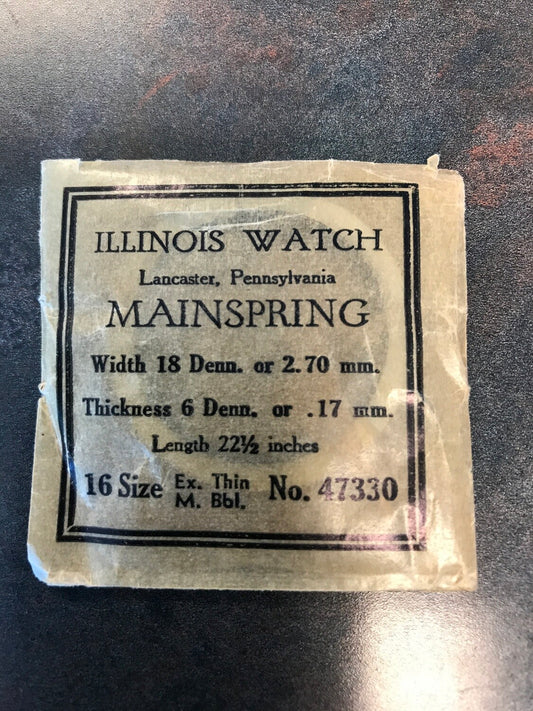 ILLINOIS WATCH
Lancaster, Pennsylvania
MAINSPRING
Width 18 Denn. or 2.70 mm.
Thickness 6 Denn. or .17 mm.
Length 22½ inches
16 Size Ex. Thin M. Bbl. No. 47330